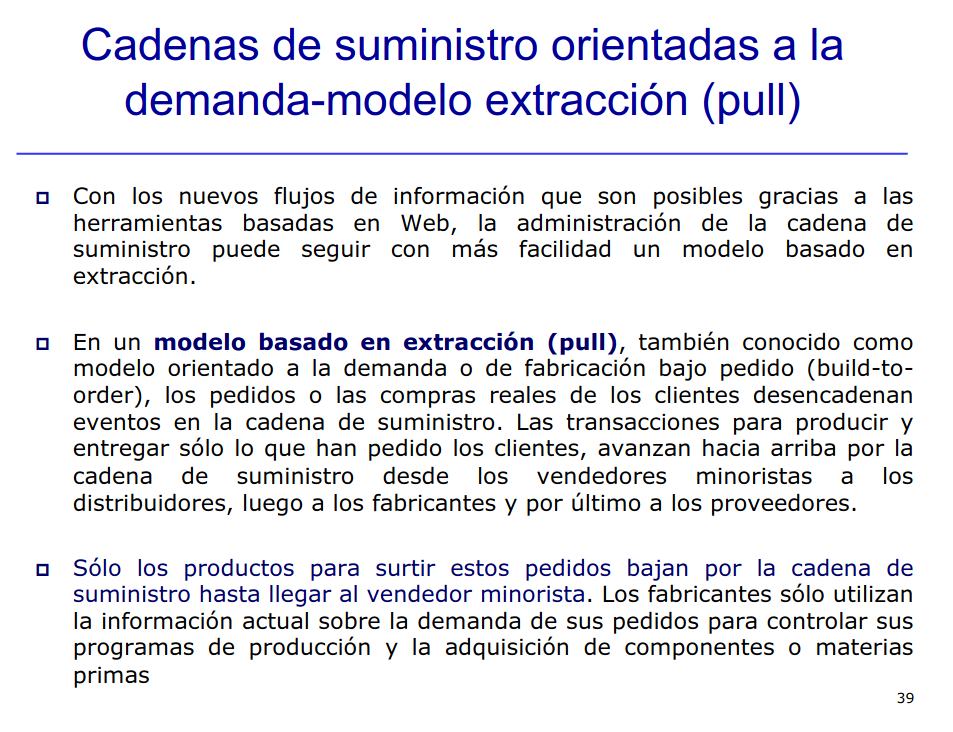 Cadenas de suministro orientadas a la
demanda-modelo extracción (pull)
Con los nuevos flujos de información que son posibles gracias a las
herramientas basadas en Web, la administración de la cadena de
suministro puede seguir con más facilidad un modelo basado en
extracción.
En un modelo basado en extracción (pull), también conocido como
modelo orientado a la demanda o de fabricación bajo pedido (build-to-
order), los pedidos o las compras reales de los clientes desencadenan
eventos en la cadena de suministro. Las transacciones para producir y
entregar sólo lo que han pedido los clientes, avanzan hacia arriba por la
cadena de suministro desde los vendedores minoristas a los
distribuidores, luego a los fabricantes y por último a los proveedores.
Sólo los productos para surtir estos pedidos bajan por la cadena de
suministro hasta llegar al vendedor minorista. Los fabricantes sólo utilizan
la información actual sobre la demanda de sus pedidos para controlar sus
programas de producción y la adquisición de componentes o materias
primas
39